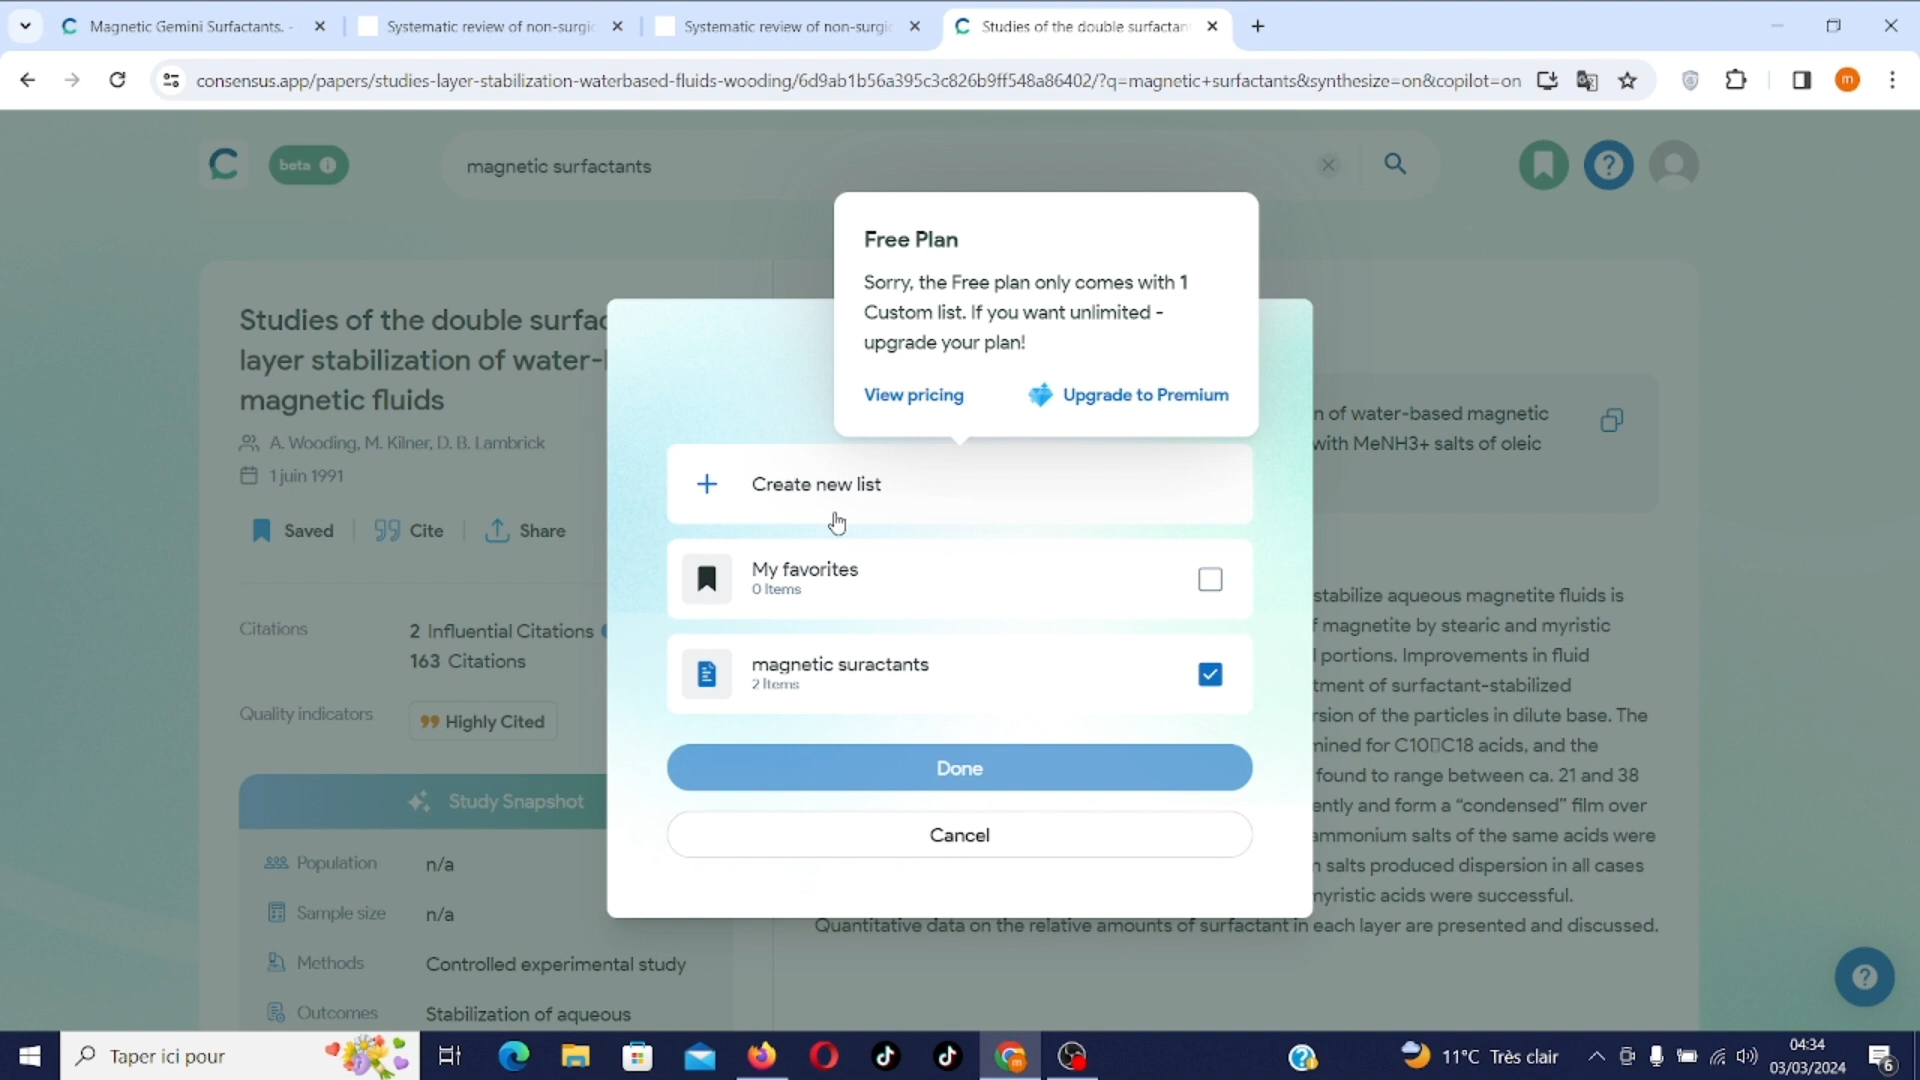 Magnetic Gemini Surfactants. -
Systematic review of non-surgic
Systematic review of non-surgic
Studies of the double surfactan
consensus.app/papers/studies-layer-stabilization-waterbased-fluids-wooding/6d9ab1b56a395c3c826b9ff548a86402/?q=magnetic+surfactants&synthesize=on&copilot=on
m
beta
magnetic surfactants
Free Plan
Sorry, the Free plan only comes with 1
Custom list. If you want unlimited -
upgrade your plan!
View pricing
Upgrade to Premium
Studies of the double surfac
layer stabilization of water-
magnetic fluids
A. Wooding, M. Kilner, D. B. Lambrick
1 juin 1991
Saved
Cite
Share
Citations
2 Influential Citations
163 Citations
Quality indicators
Highly Cited
Study Snapshot
Population
n/a
Sample size
n/a
Methods
Controlled experimental study
Outcomes
Stabilization of aqueous
Create new list
My favorites
0 Items
magnetic suractants
2 Items
Done
Cancel
n of water-based magnetic
with MeNH3+ salts of oleic
stabilize aqueous magnetite fluids is
f magnetite by stearic and myristic
l portions. Improvements in fluid
tment of surfactant-stabilized
rsion of the particles in dilute base. The
nined for C10▯C18 acids, and the
found to range between ca. 21 and 38
ently and form a “condensed” film over
ammonium salts of the same acids were
n salts produced dispersion in all cases
nyristic acids were successful.
Quantitative data on the relative amounts of surfactant in each layer are presented and discussed.
Taper ici pour
11°C Très clair
04:34
03/03/2024
6